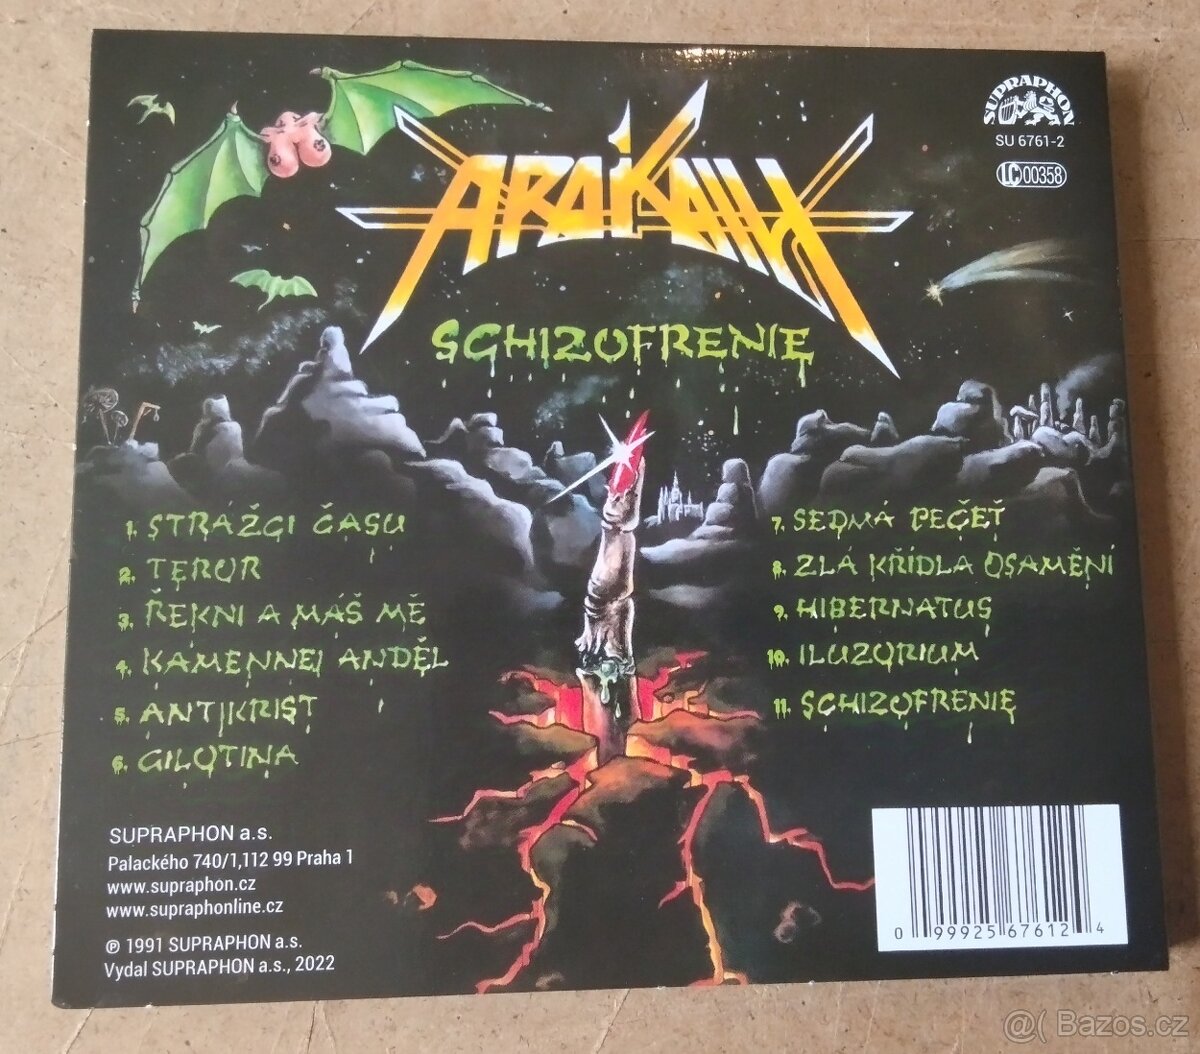 SUPRAPHON
SU 6761-2
LC 00358
ARAKAIN
SCHIZOFRENIE
1. STRÁŽCI ČASU
2. TEROR
3. ŘEKNI A MÁŠ MĚ
4. KAMENNEJ ANDĚL
5. ANTIKRIST
6. GILOTINA
7. SEDMÁ PEČEŤ
8. ZLÁ KŘÍDLA OSAMĚNÍ
9. HIBERNATUS
10. ILUZORIUM
11. SCHIZOFRENIE
SUPRAPHON a.s.
Palackého 740/1,112 99 Praha 1
www.supraphon.cz
www.supraphonline.cz
℗ 1991 SUPRAPHON a.s.
Vydal SUPRAPHON a.s., 2022
0 99925 67612 4
@( Bazos.cz